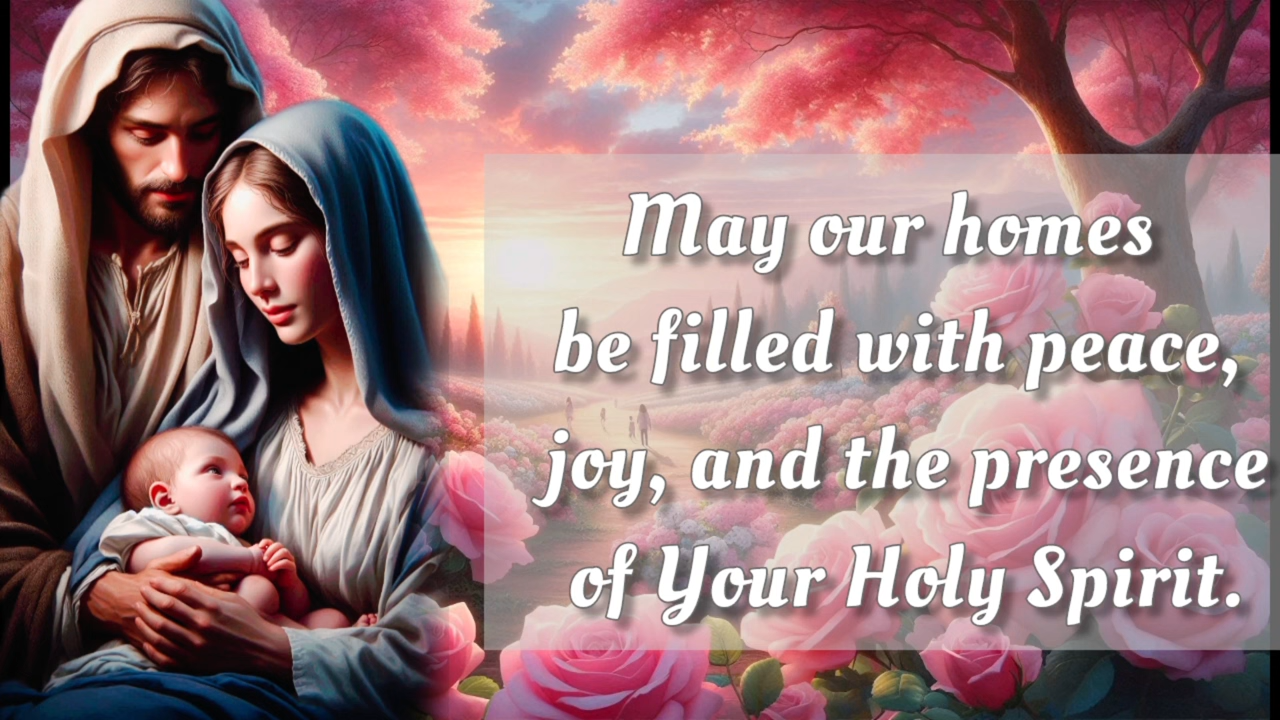 May our homes
be filled with peace,
joy, and the presence
of Your Holy Spirit.